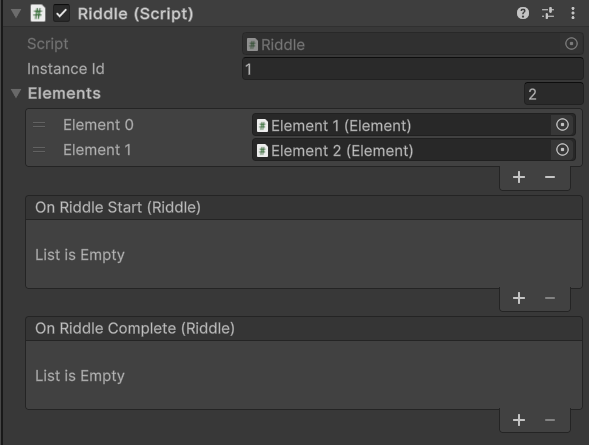 Riddle (Script)
Script Riddle
Instance Id 1
Elements 2
Element 0 Element 1 (Element)
Element 1 Element 2 (Element)
+ −
On Riddle Start (Riddle)
List is Empty
+ −
On Riddle Complete (Riddle)
List is Empty
+ −